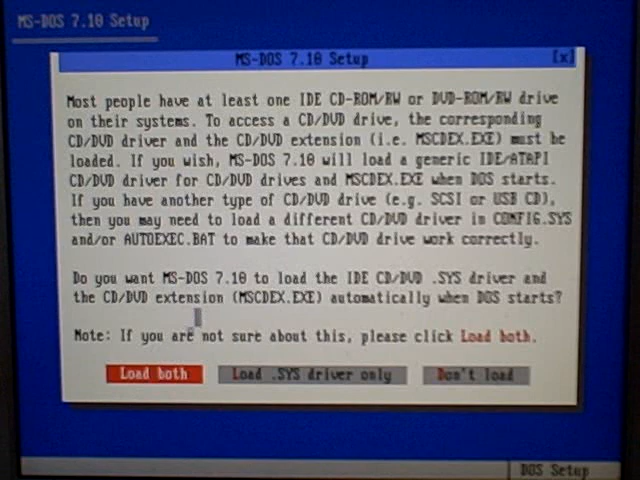 MS-DOS 7.10 Setup
MS-DOS 7.10 Setup [x]
Most people have at least one IDE CD-ROM/RW or DVD-ROM/RW drive
on their systems. To access a CD/DVD drive, the corresponding
CD/DVD driver and the CD/DVD extension (i.e. MSCDEX.EXE) must be
loaded. If you wish, MS-DOS 7.10 will load a generic IDE/ATAPI
CD/DVD driver for CD/DVD drives and MSCDEX.EXE when DOS starts.
If you have another type of CD/DVD drive (e.g. SCSI or USB CD),
then you may need to load a different CD/DVD driver in CONFIG.SYS
and/or AUTOEXEC.BAT to make that CD/DVD drive work correctly.
Do you want MS-DOS 7.10 to load the IDE CD/DVD .SYS driver and
the CD/DVD extension (MSCDEX.EXE) automatically when DOS starts?
Note: If you are not sure about this, please click Load both.
Load both Load .SYS driver only Don't load
DOS Setup